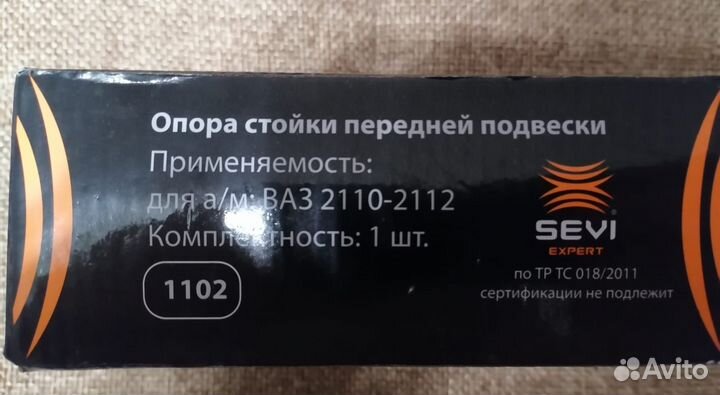 Опора стойки передней подвески
Применяемость:
для а/м: ВАЗ 2110-2112
Комплектность: 1 шт.
1102
SEVI
EXPERT
по ТР ТС 018/2011
сертификации не подлежит
Avito